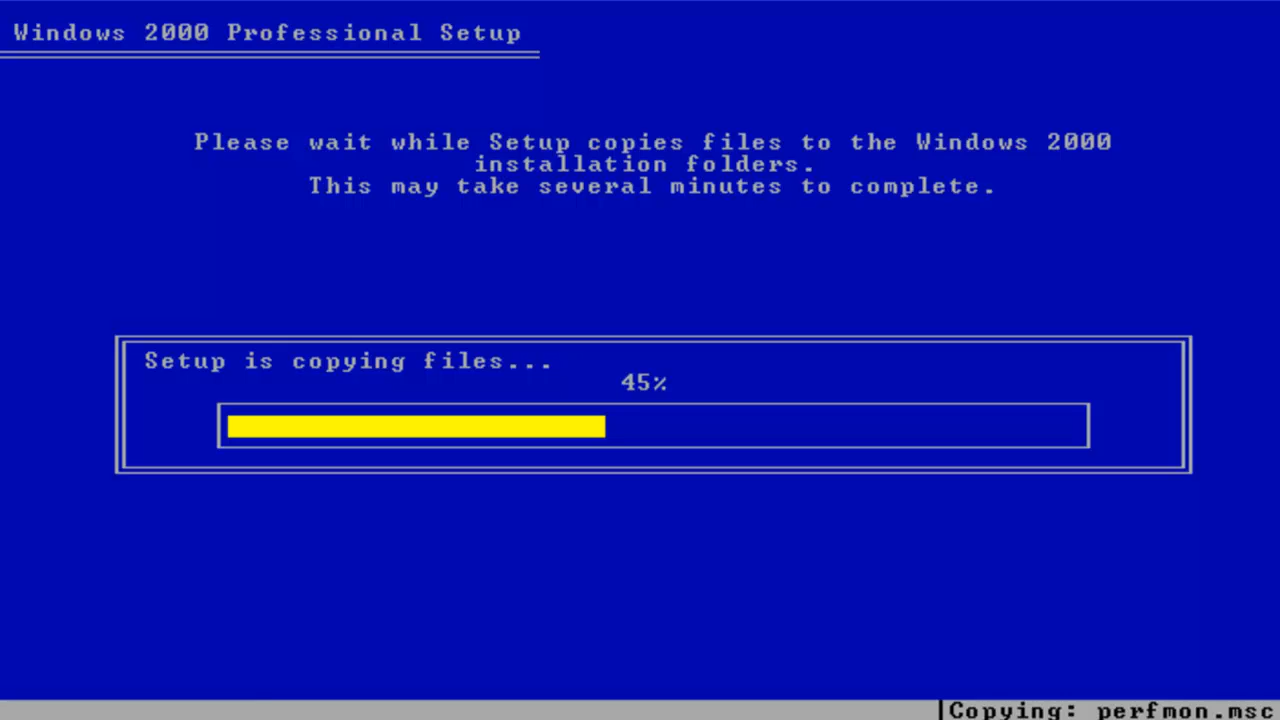 Windows 2000 Professional Setup
Please wait while Setup copies files to the Windows 2000
installation folders.
This may take several minutes to complete.
Setup is copying files...
45%
Copying: perfmon.msc